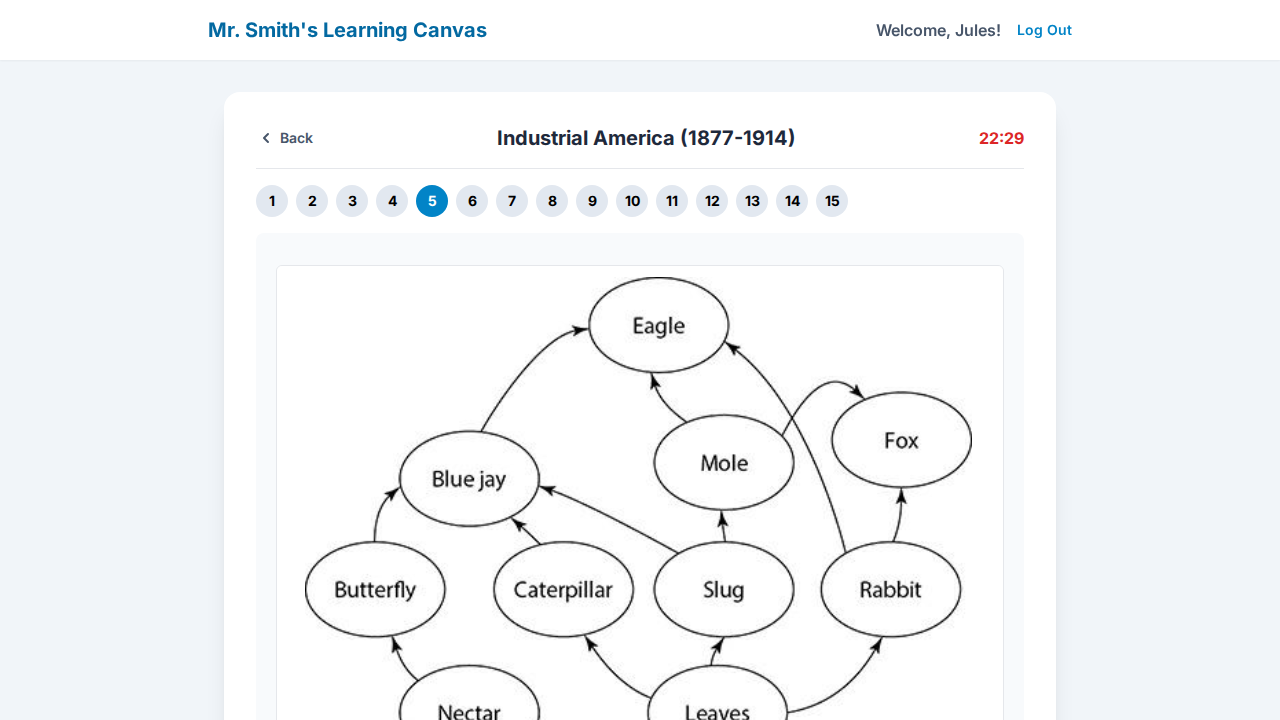 Mr. Smith's Learning Canvas
Welcome, Jules! Log Out
Back
Industrial America (1877-1914)
22:29
1 2 3 4 5 6 7 8 9 10 11 12 13 14 15
Eagle
Fox
Mole
Blue jay
Butterfly Caterpillar Slug Rabbit
Nectar Leaves